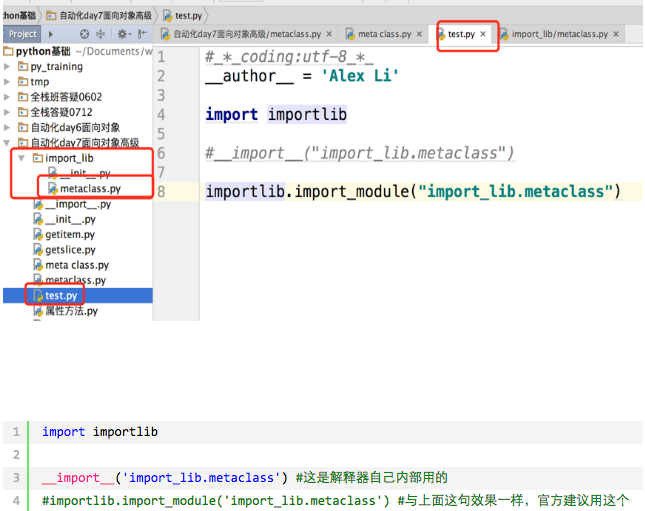 hon基础 自动化day7面向对象高级 test.py
Project 自动化day7面向对象高级/metaclass.py × meta class.py × test.py × import_lib/metaclass.py ×
python基础 ~/Documents/w
py_training
tmp
全栈班答疑0602
全栈答疑0712
自动化day6面向对象
自动化day7面向对象高级
import_lib
__init__.py
metaclass.py
__import__.py
__init__.py
getitem.py
getslice.py
meta class.py
metaclass.py
test.py
属性方法.py
1 #_*_coding:utf-8_*_
2 __author__ = 'Alex Li'
3
4 import importlib
5
6 #__import__("import_lib.metaclass")
7
8 importlib.import_module("import_lib.metaclass")
1 import importlib
2
3 __import__('import_lib.metaclass') #这是解释器自己内部用的
4 #importlib.import_module('import_lib.metaclass') #与上面这句效果一样，官方建议用这个